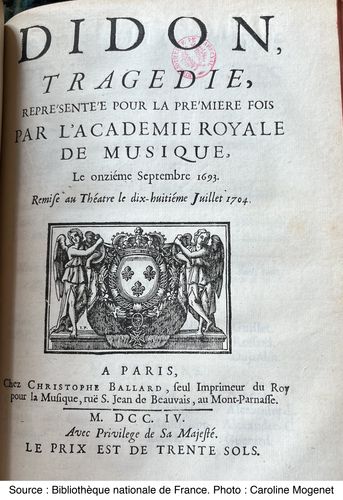 DIDON,
TRAGEDIE,
REPRE'SENTE'E POUR LA PRE'MIERE FOIS
PAR L'ACADEMIE ROYALE
DE MUSIQUE,
Le onziéme Septembre 1693.
Remise au Théatre le dix-huitiéme Juillet 1704.
A PARIS,
Chez CHRISTOPHE BALLARD, seul Imprimeur du Roy
pour la Musique, ruë S. Jean de Beauvais, au Mont-Parnasse.
M. DCC. IV.
Avec Privilege de Sa Majesté.
LE PRIX EST DE TRENTE SOLS.
Source : Bibliothèque nationale de France. Photo : Caroline Mogenet